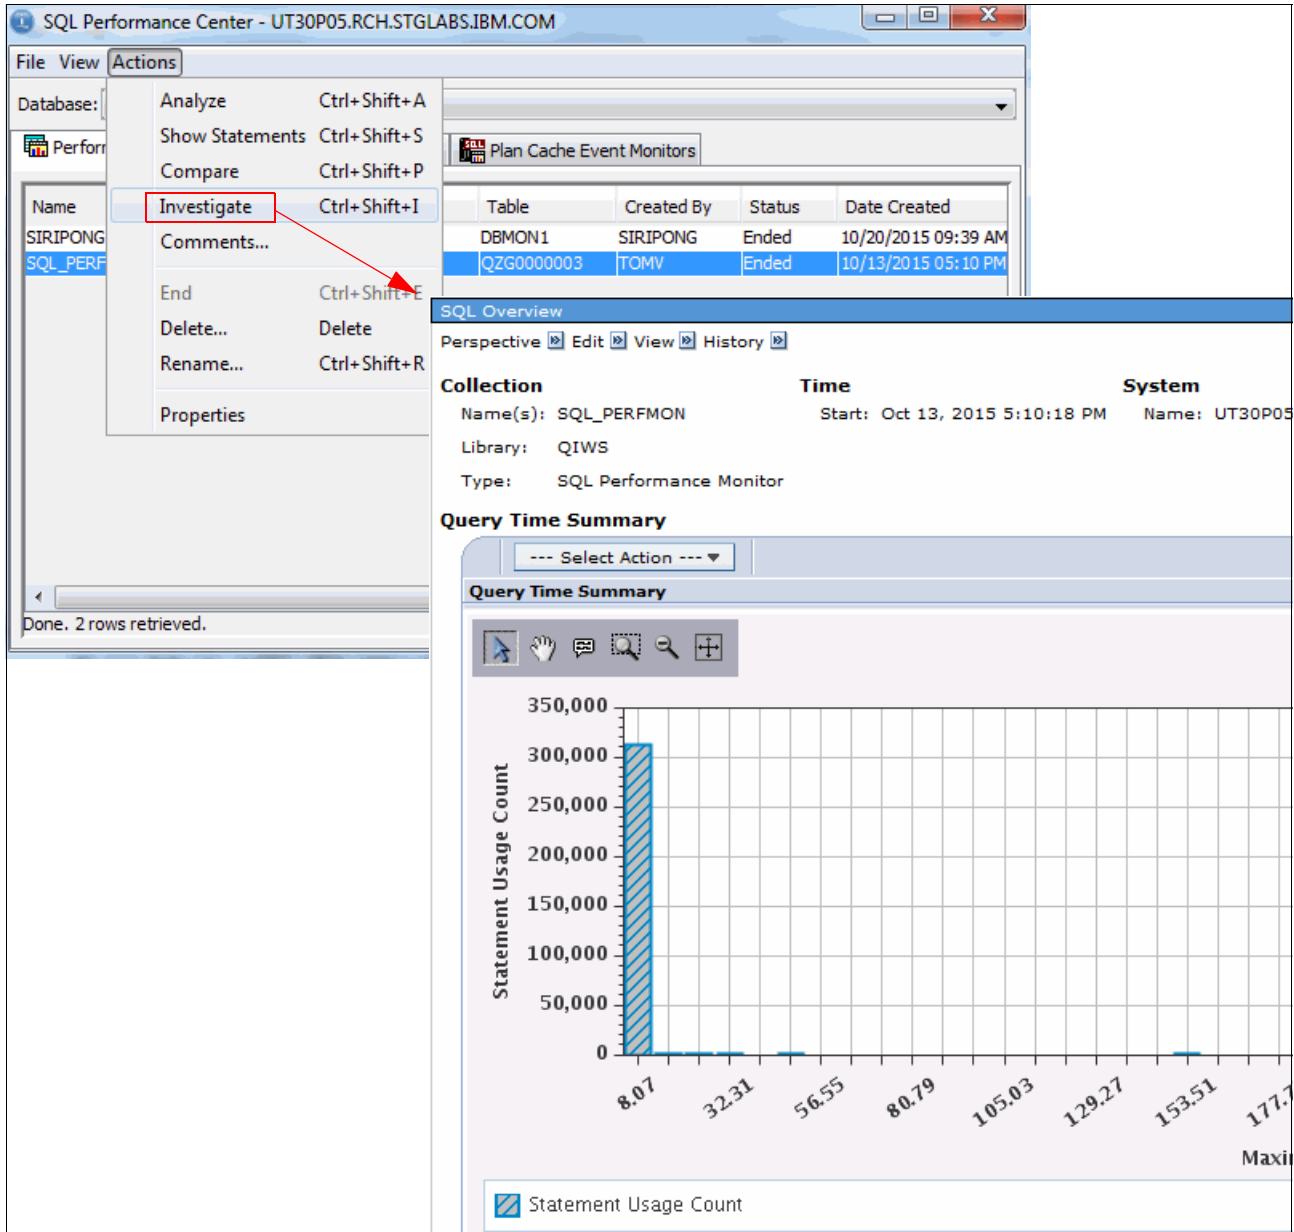 SQL Performance Center - UT30P05.RCH.STGLABS.IBM.COM
File View Actions
Database:
Analyze Ctrl+Shift+A
Show Statements Ctrl+Shift+S
Compare Ctrl+Shift+P
Investigate Ctrl+Shift+I
Comments...
End Ctrl+Shift+E
Delete... Delete
Rename... Ctrl+Shift+R
Properties
Perforr
Plan Cache Event Monitors
Name Table Created By Status Date Created
SIRIPONG DBMON1 SIRIPONG Ended 10/20/2015 09:39 AM
SQL_PERF QZG0000003 TOMV Ended 10/13/2015 05:10 PM
Done. 2 rows retrieved.
SQL Overview
Perspective Edit View History
Collection Time System
Name(s): SQL_PERFMON Start: Oct 13, 2015 5:10:18 PM Name: UT30P05
Library: QIWS
Type: SQL Performance Monitor
Query Time Summary
--- Select Action ---
Query Time Summary
350,000
300,000
250,000
200,000
150,000
100,000
50,000
0
Statement Usage Count
8.07 32.31 56.55 80.79 105.03 129.27 153.51 177.7
Maxi
Statement Usage Count